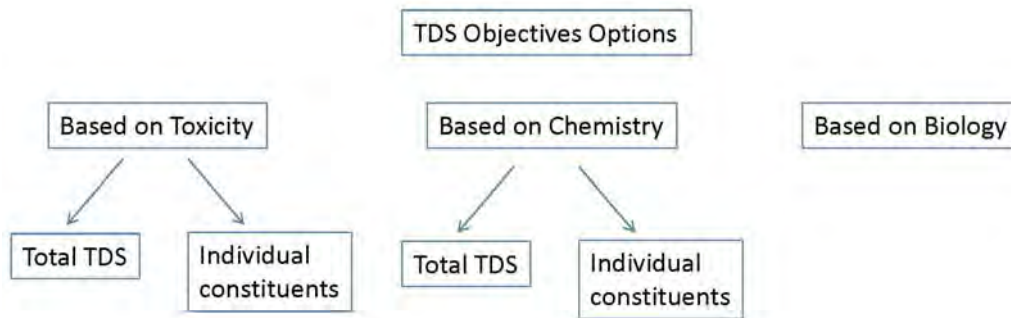 TDS Objectives Options
Based on Toxicity
Based on Chemistry
Based on Biology
Total TDS
Individual
constituents
Total TDS
Individual
constituents